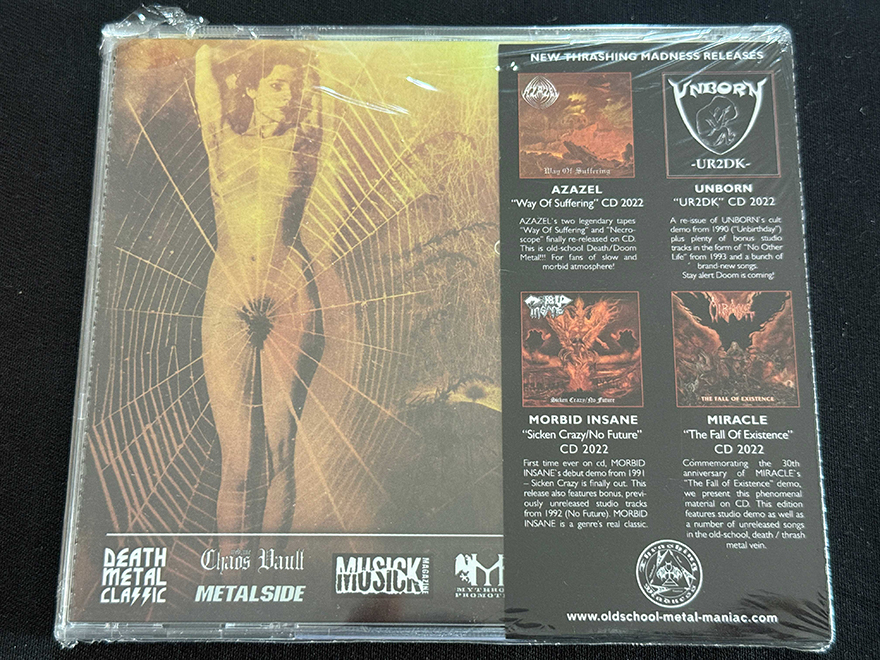 NEW THRASHING MADNESS RELEASES
Way Of Suffering
UNBORN
-UR2DK-
AZAZEL
"Way Of Suffering" CD 2022
AZAZEL's two legendary tapes
"Way Of Suffering" and "Necro-
scope" finally re-released on CD.
This is old-school Death/Doom
Metal!!! For fans of slow and
morbid atmosphere!
UNBORN
"UR2DK" CD 2022
A re-issue of UNBORN's cult
demo from 1990 ("Unbirthday")
plus plenty of bonus studio
tracks in the form of "No Other
Life" from 1993 and a bunch of
brand-new songs.
Stay alert Doom is coming!
MORBID
INSANE
Sicken Crazy/No Future
MIRACLE
THE FALL OF EXISTENCE
MORBID INSANE
"Sicken Crazy/No Future"
CD 2022
First time ever on cd, MORBID
INSANE's debut demo from 1991
– Sicken Crazy is finally out. This
release also features bonus, previ-
ously unreleased studio tracks
from 1992 (No Future). MORBID
INSANE is a genre's real classic.
MIRACLE
"The Fall Of Existence"
CD 2022
Commemorating the 30th
anniversary of MIRACLE's
"The Fall of Existence" demo,
we present this phenomenal
material on CD. This edition
features studio demo as well as
a number of unreleased songs
in the old-school, death / thrash
metal vein.
Thrashing
Madness
www.oldschool-metal-maniac.com
DEATH
METAL
CLASSIC
Chaos Vault
METALSIDE
MUSICK
MAGAZINE
MYTHRO
PROMOT